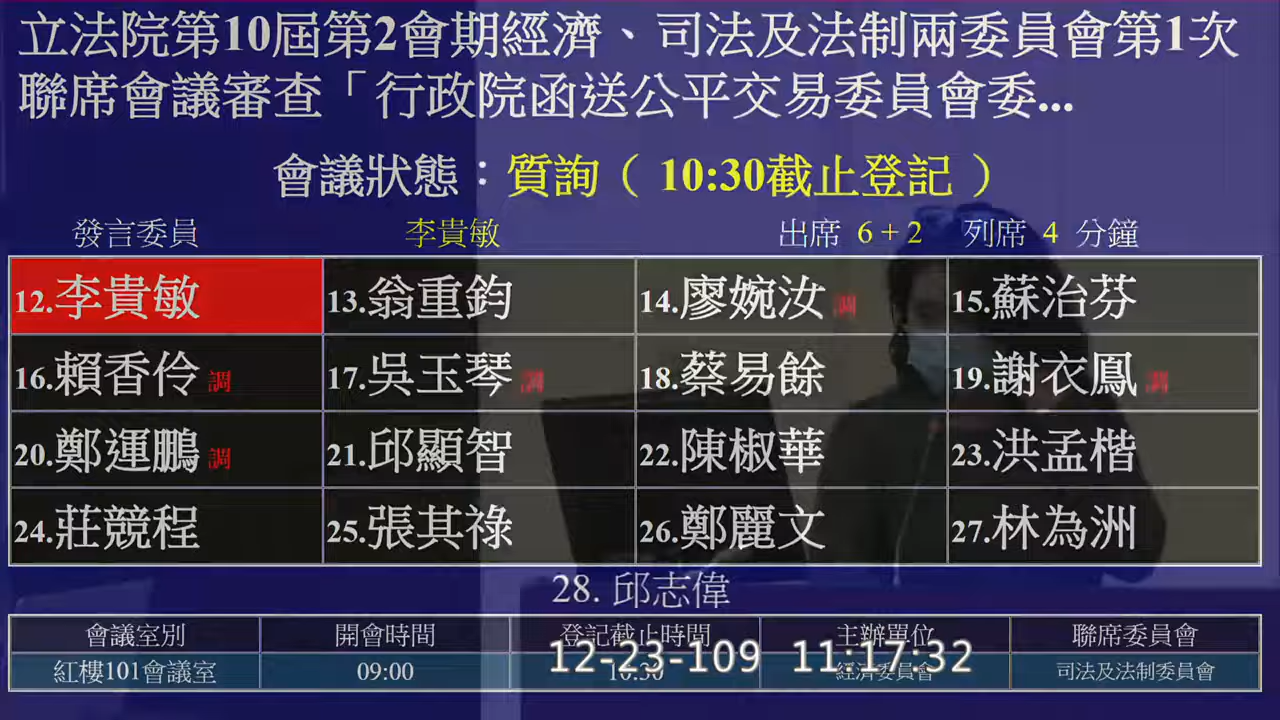 立法院第10屆第2會期經濟、司法及法制兩委員會第1次
聯席會議審查「行政院函送公平交易委員會委...
會議狀態：質詢（ 10:30截止登記 ）
發言委員 李貴敏 出席 6 + 2 列席 4 分鐘
12.李貴敏 13.翁重鈞 14.廖婉汝 調 15.蘇治芬
16.賴香伶 調 17.吳玉琴 調 18.蔡易餘 19.謝衣鳳 調
20.鄭運鵬 調 21.邱顯智 22.陳椒華 23.洪孟楷
24.莊競程 25.張其祿 26.鄭麗文 27.林為洲
28. 邱志偉
會議室別 開會時間 登記截止時間 主辦單位 聯席委員會
紅樓101會議室 09:00 10:30 經濟委員會 司法及法制委員會
12-23-109 11:17:32